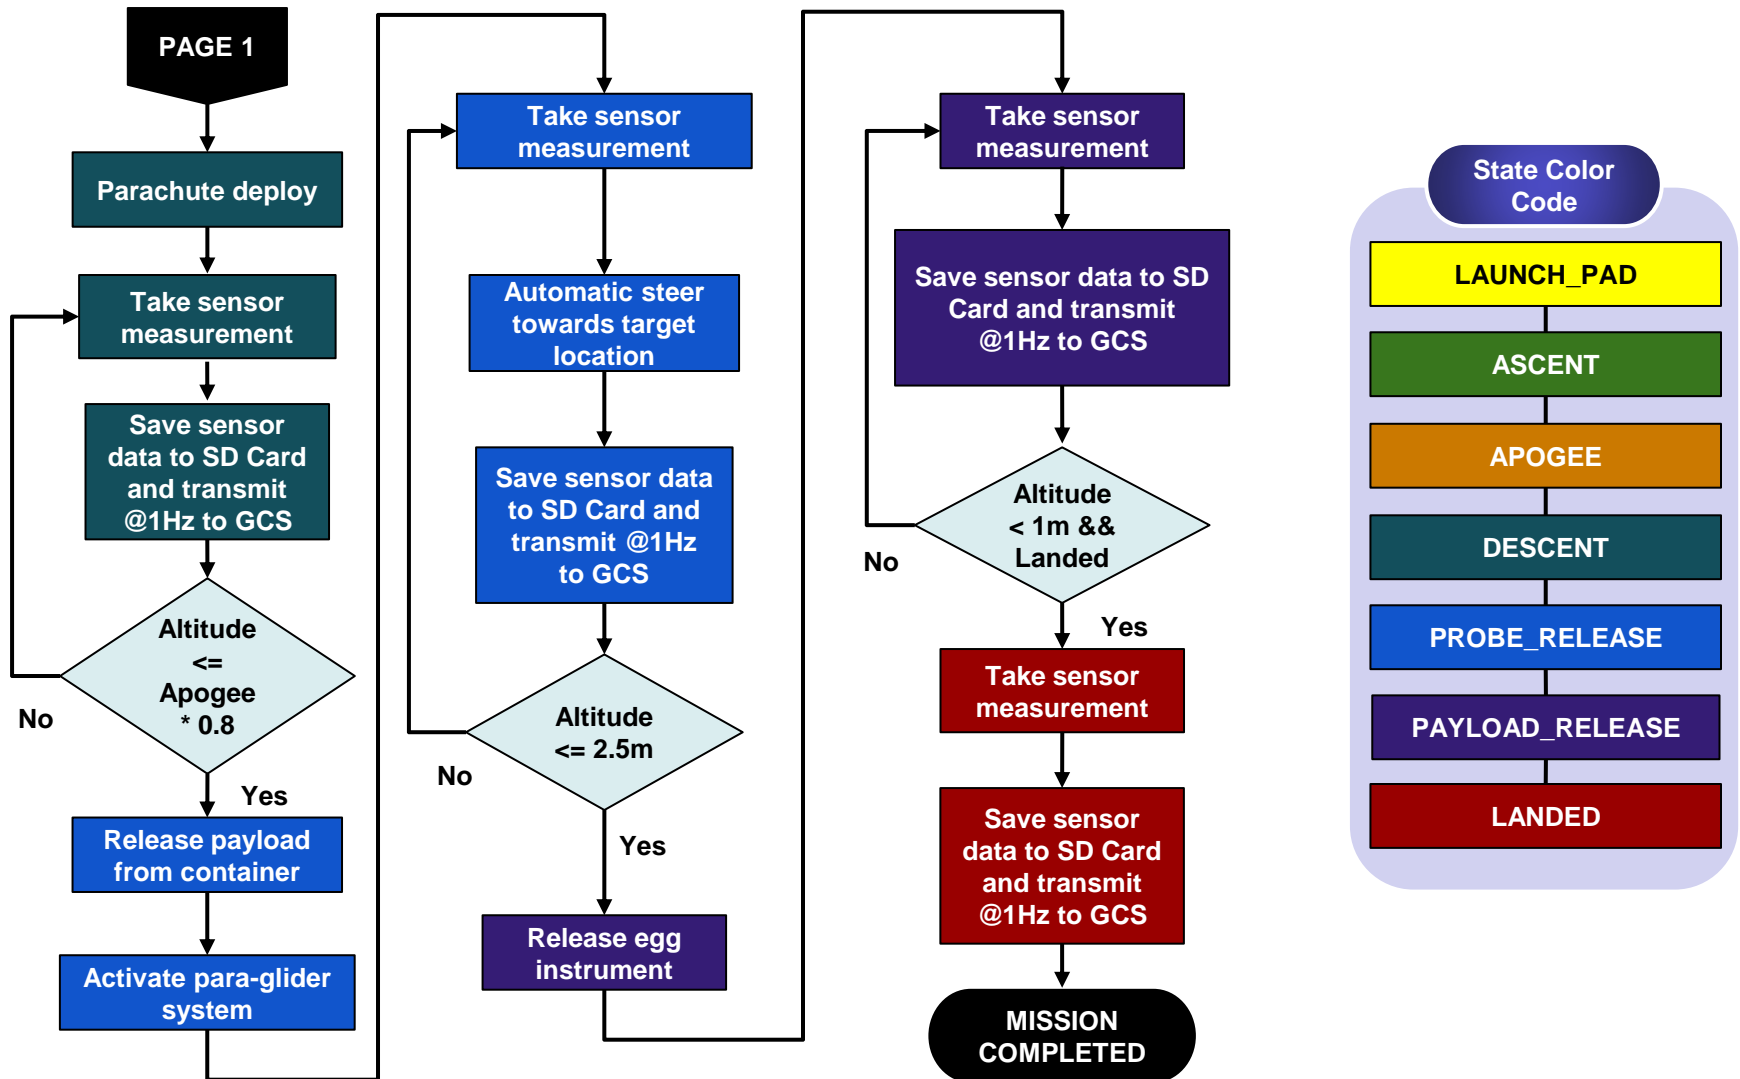 PAGE 1
Parachute deploy
Take sensor
measurement
Save sensor
data to SD Card
and transmit
@1Hz to GCS
Altitude
<=
Apogee
* 0.8
No
Yes
Release payload
from container
Activate para-glider
system
Take sensor
measurement
Automatic steer
towards target
location
Save sensor data
to SD Card and
transmit @1Hz
to GCS
Altitude
<= 2.5m
No
Yes
Release egg
instrument
Take sensor
measurement
Save sensor data to SD
Card and transmit
@1Hz to GCS
Altitude
< 1m &&
Landed
No
Yes
Take sensor
measurement
Save sensor
data to SD Card
and transmit
@1Hz to GCS
MISSION
COMPLETED
State Color
Code
LAUNCH_PAD
ASCENT
APOGEE
DESCENT
PROBE_RELEASE
PAYLOAD_RELEASE
LANDED